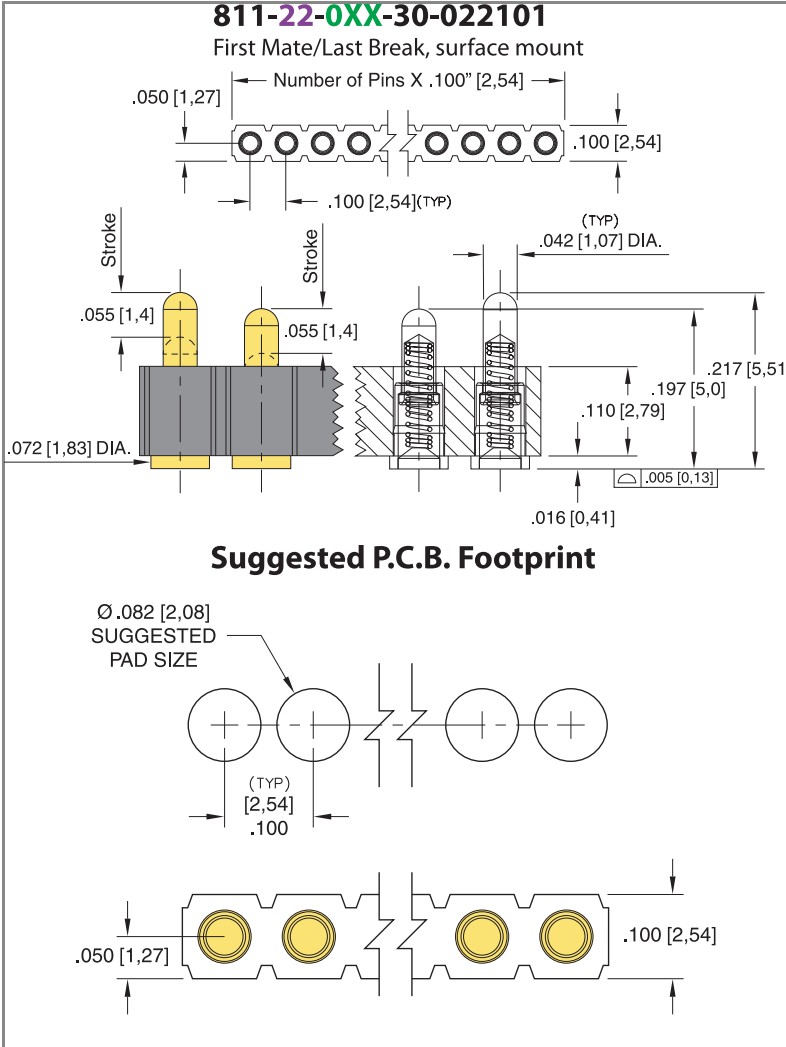 811-22-0XX-30-022101
First Mate/Last Break, surface mount
Number of Pins X .100” [2,54]
.050 [1,27]
.100 [2,54]
.100 [2,54](TYP)
(TYP)
.042 [1,07] DIA.
Stroke
Stroke
.055 [1,4]
.055 [1,4]
.217 [5,51
.197 [5,0]
.110 [2,79]
.072 [1,83] DIA.
.005 [0,13]
.016 [0,41]
Suggested P.C.B. Footprint
Ø.082 [2,08]
SUGGESTED
PAD SIZE
(TYP)
[2,54]
.100
.050 [1,27]
.100 [2,54]